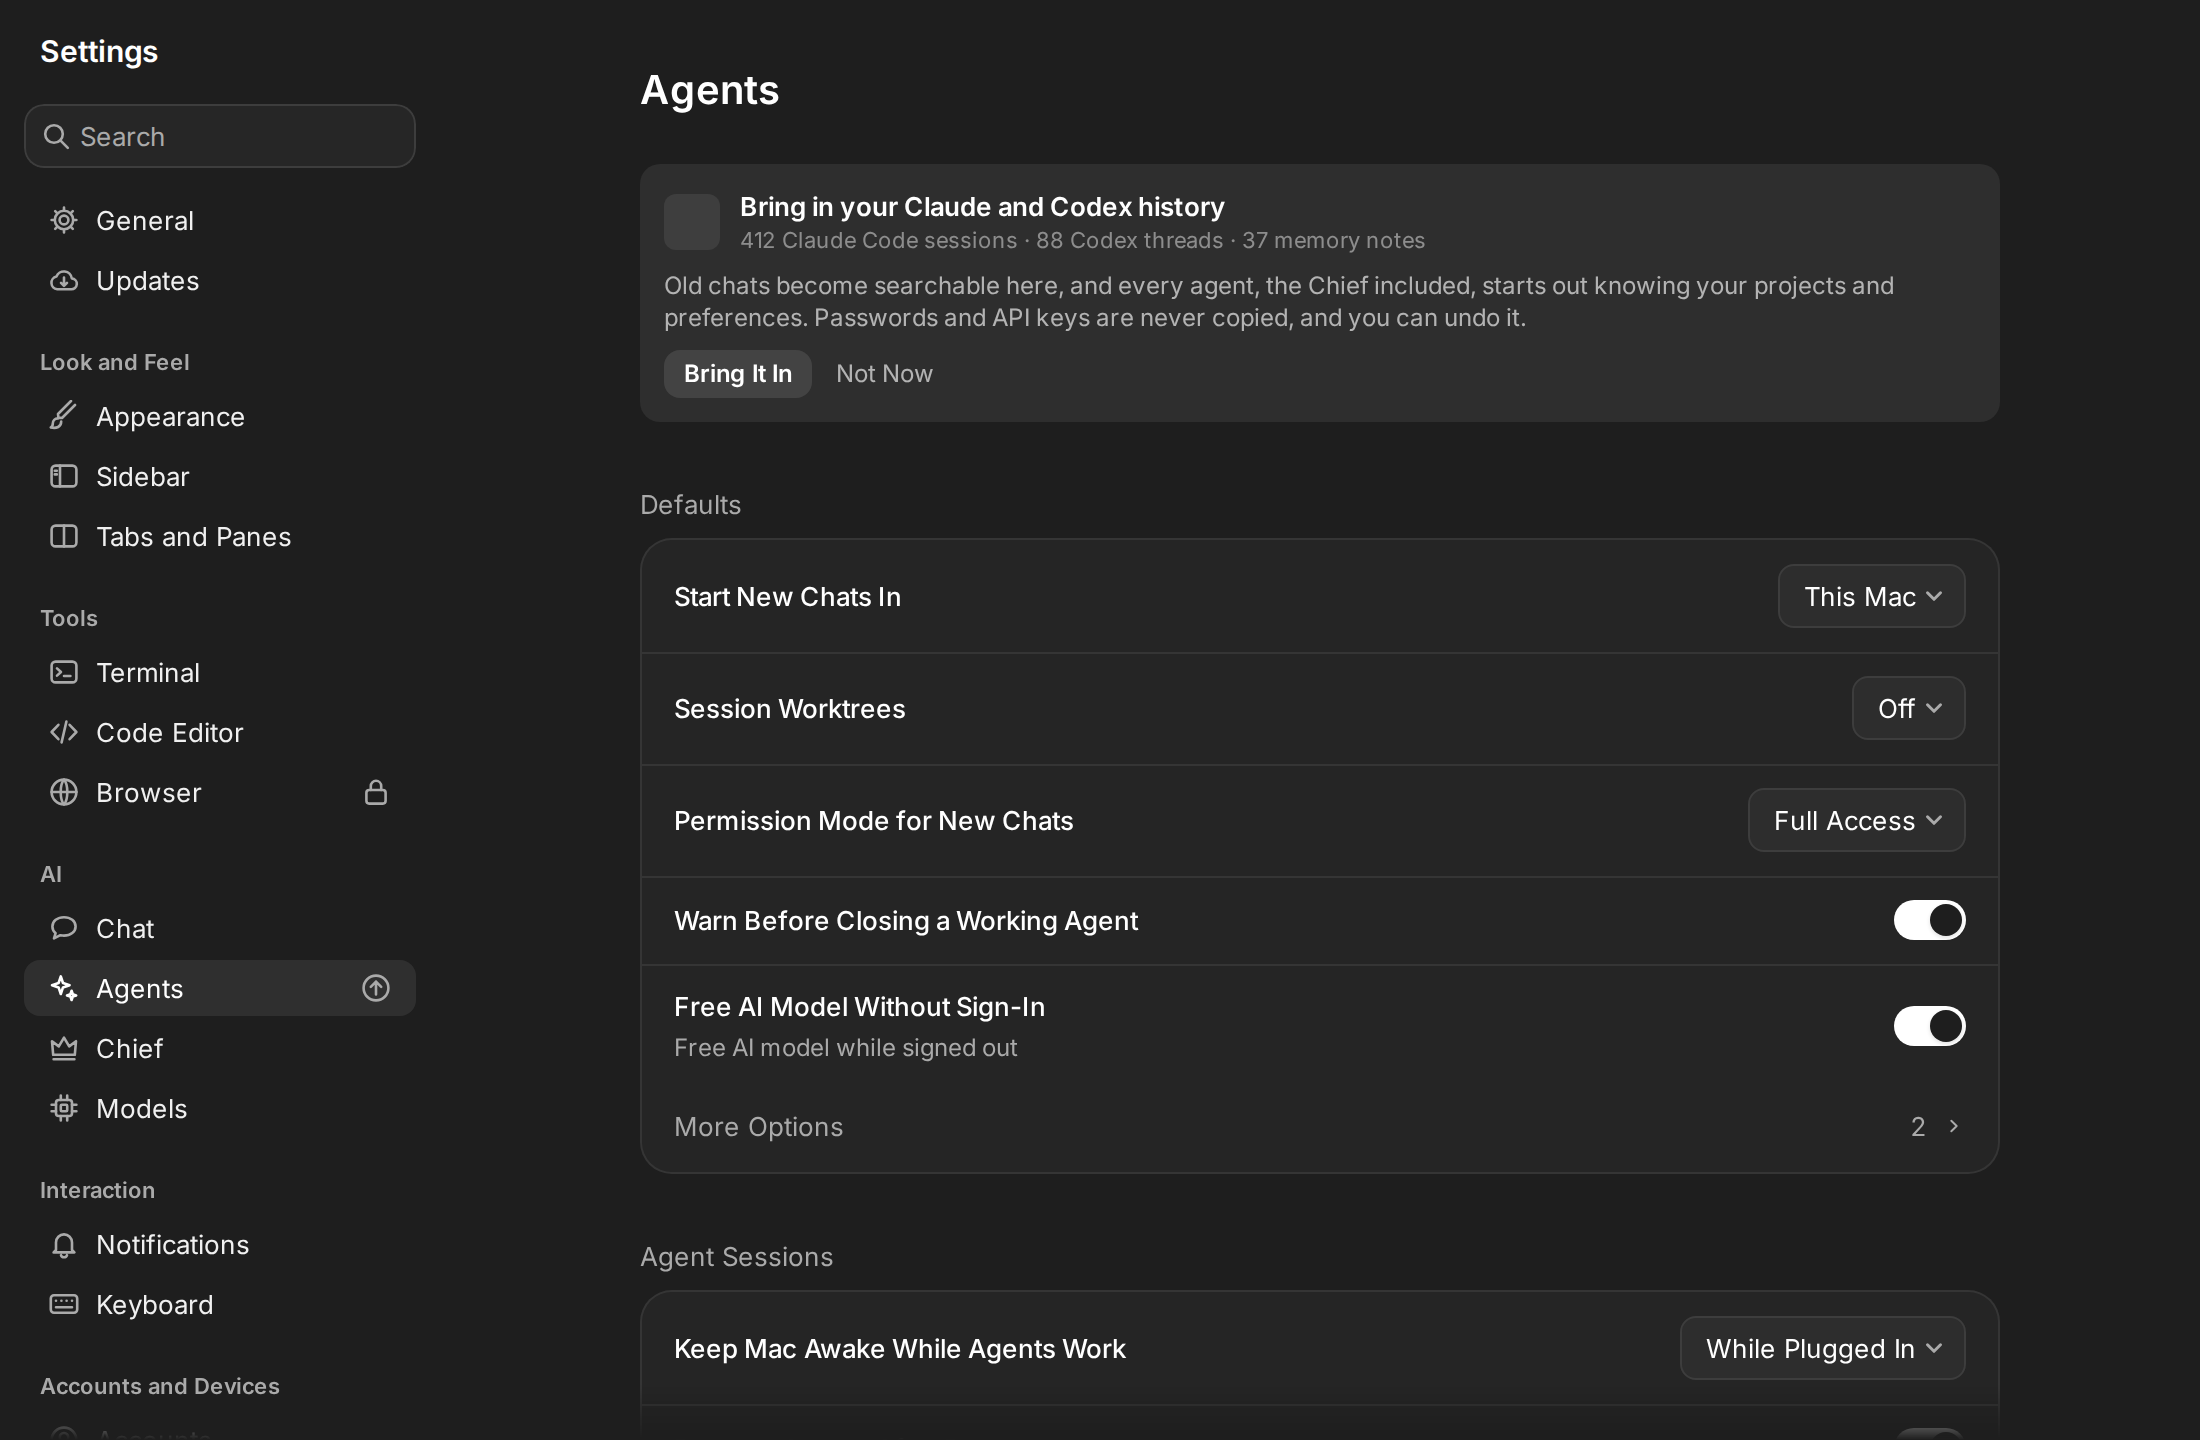 Settings
Search
General
Updates
Look and Feel
Appearance
Sidebar
Tabs and Panes
Tools
Terminal
Code Editor
Browser
AI
Chat
Agents
Chief
Models
Interaction
Notifications
Keyboard
Accounts and Devices
Accounts
Agents
Bring in your Claude and Codex history
412 Claude Code sessions · 88 Codex threads · 37 memory notes
Old chats become searchable here, and every agent, the Chief included, starts out knowing your projects and
preferences. Passwords and API keys are never copied, and you can undo it.
Bring It In Not Now
Defaults
Start New Chats In This Mac
Session Worktrees Off
Permission Mode for New Chats Full Access
Warn Before Closing a Working Agent
Free AI Model Without Sign-In
Free AI model while signed out
More Options 2
Agent Sessions
Keep Mac Awake While Agents Work While Plugged In